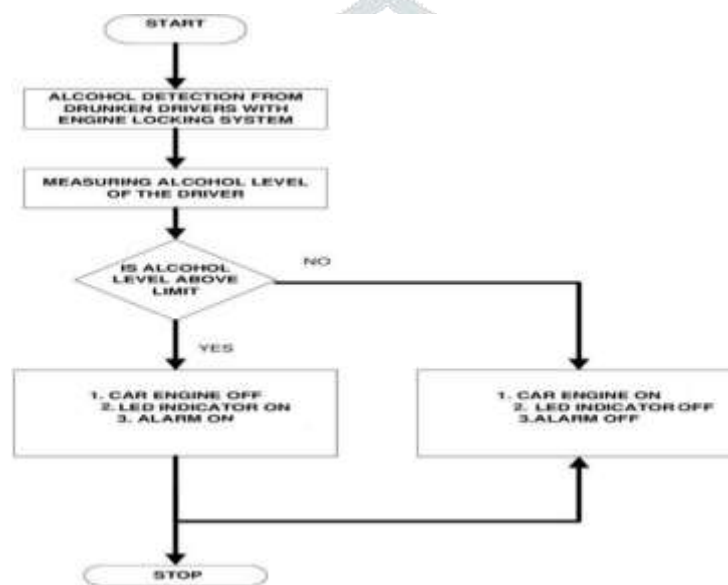 START
ALCOHOL DETECTION FROM
DRUNKEN DRIVERS WITH
ENGINE LOCKING SYSTEM
MEASURING ALCOHOL LEVEL
OF THE DRIVER
IS ALCOHOL
LEVEL ABOVE
LIMIT
NO
YES
1. CAR ENGINE OFF
2. LED INDICATOR ON
3. ALARM ON
1. CAR ENGINE ON
2. LED INDICATOR OFF
3.ALARM OFF
STOP